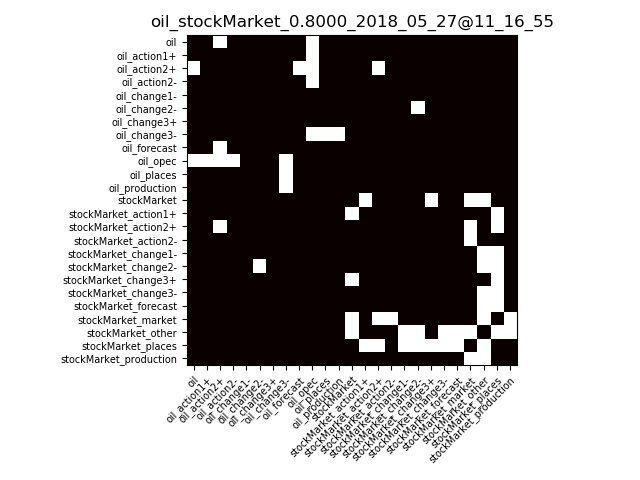 oil_stockMarket_0.8000_2018_05_27@11_16_55
oil
oil_action1+
oil_action2+
oil_action2-
oil_change1-
oil_change2-
oil_change3+
oil_change3-
oil_forecast
oil_opec
oil_places
oil_production
stockMarket
stockMarket_action1+
stockMarket_action2+
stockMarket_action2-
stockMarket_change1-
stockMarket_change2-
stockMarket_change3+
stockMarket_change3-
stockMarket_forecast
stockMarket_market
stockMarket_other
stockMarket_places
stockMarket_production
oil
oil_action1+
oil_action2+
oil_action2-
oil_change1-
oil_change2-
oil_change3+
oil_change3-
oil_forecast
oil_opec
oil_places
oil_production
stockMarket
stockMarket_action1+
stockMarket_action2+
stockMarket_action2-
stockMarket_change1-
stockMarket_change2-
stockMarket_change3+
stockMarket_change3-
stockMarket_forecast
stockMarket_market
stockMarket_other
stockMarket_places
stockMarket_production